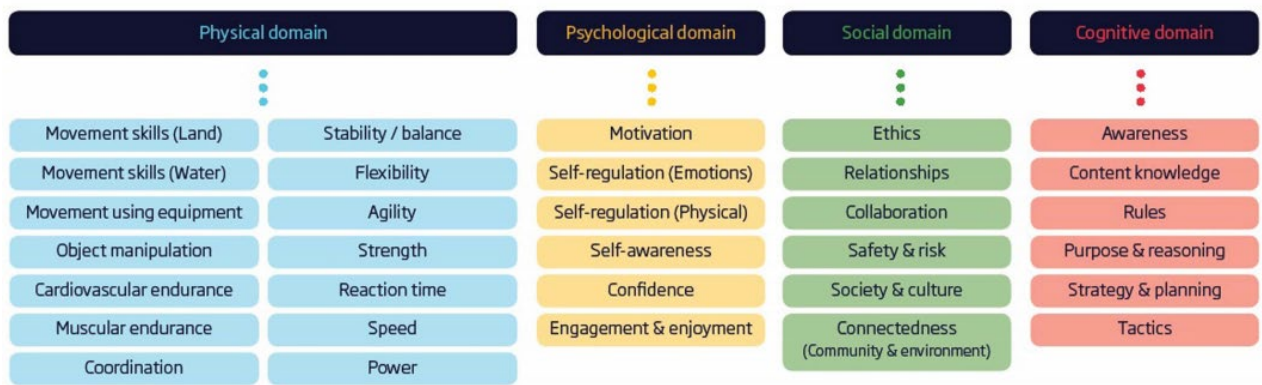 Physical domain
Psychological domain
Social domain
Cognitive domain
Movement skills (Land)
Movement skills (Water)
Movement using equipment
Object manipulation
Cardiovascular endurance
Muscular endurance
Coordination
Stability / balance
Flexibility
Agility
Strength
Reaction time
Speed
Power
Motivation
Self-regulation (Emotions)
Self-regulation (Physical)
Self-awareness
Confidence
Engagement & enjoyment
Ethics
Relationships
Collaboration
Safety & risk
Society & culture
Connectedness
(Community & environment)
Awareness
Content knowledge
Rules
Purpose & reasoning
Strategy & planning
Tactics